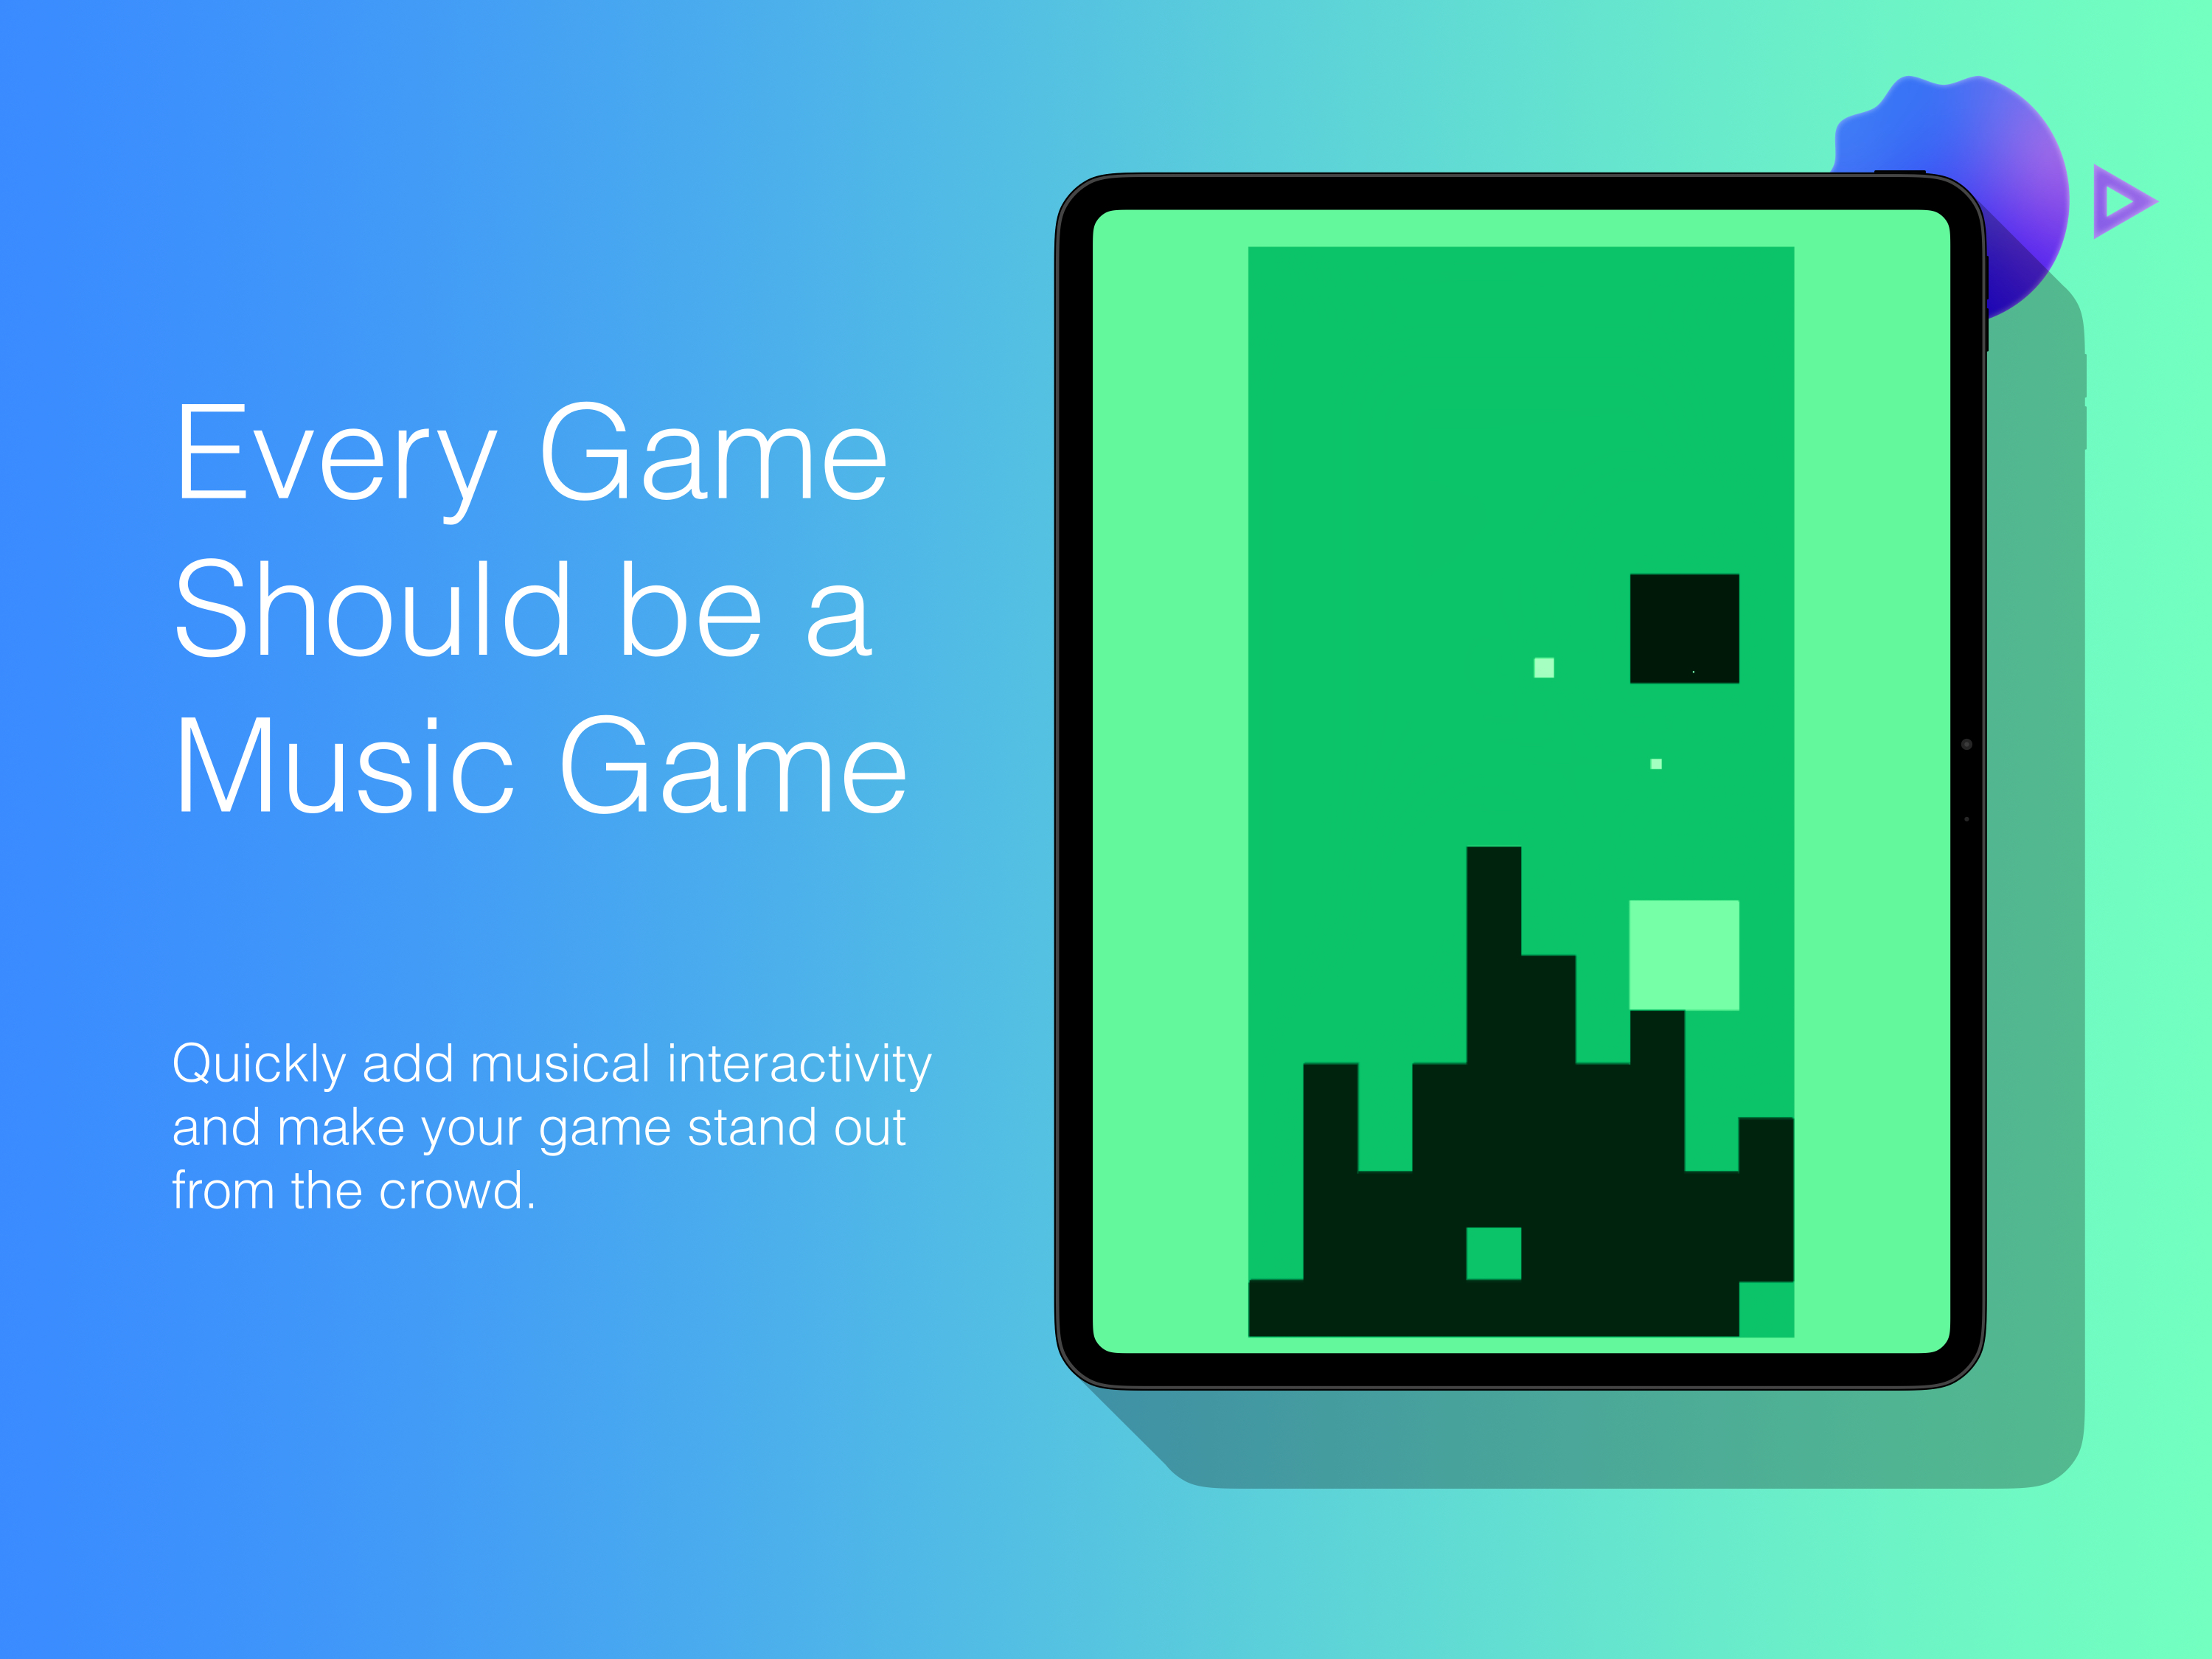 Every Game
Should be a
Music Game
Quickly add musical interactivity
and make your game stand out
from the crowd.